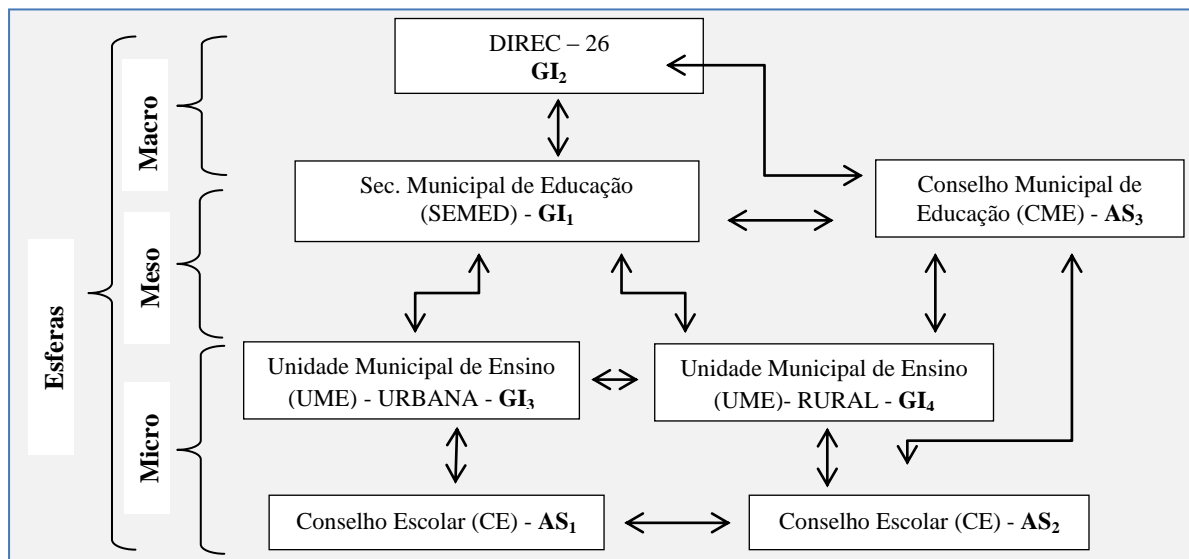 Esferas
Macro
Meso
Micro
DIREC – 26
GI₂
Sec. Municipal de Educação
(SEMED) - GI₁
Conselho Municipal de
Educação (CME) - AS₃
Unidade Municipal de Ensino
(UME) - URBANA - GI₃
Unidade Municipal de Ensino
(UME)- RURAL - GI₄
Conselho Escolar (CE) - AS₁
Conselho Escolar (CE) - AS₂